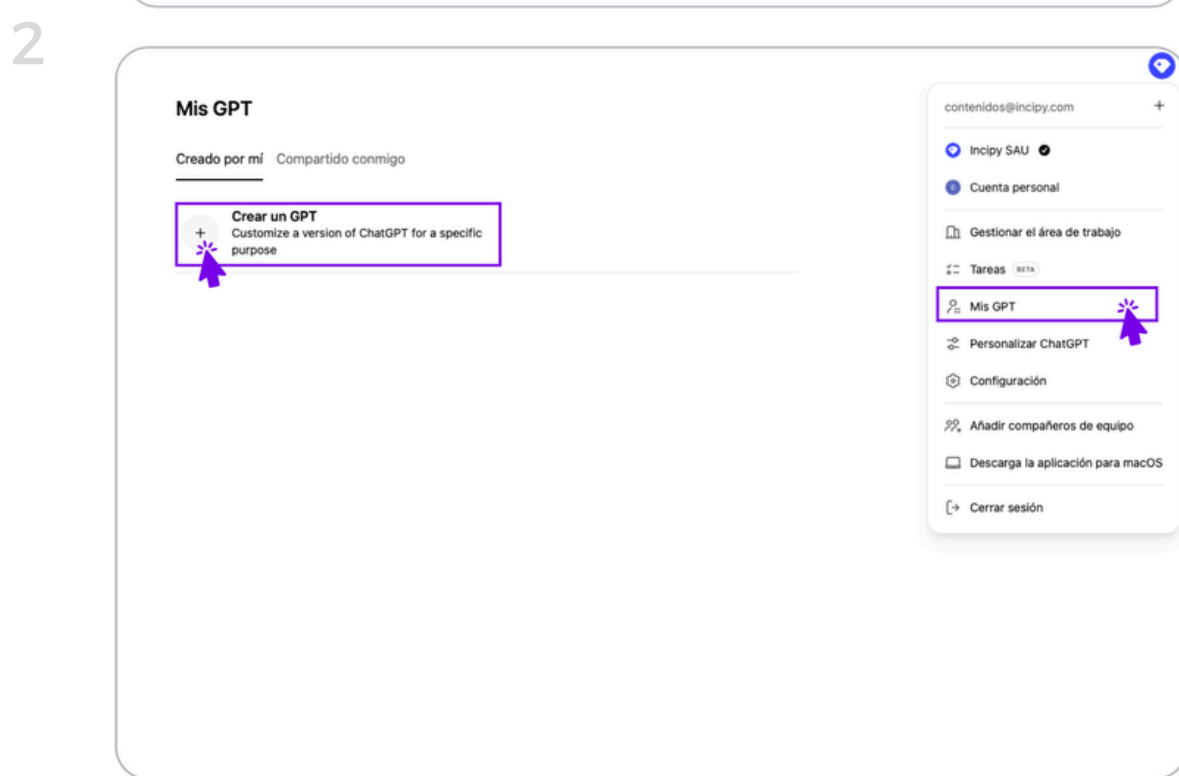 2
Mis GPT
Creado por mí Compartido conmigo
+ Crear un GPT
Customize a version of ChatGPT for a specific
purpose
contenidos@incipy.com +
Incipy SAU
Cuenta personal
Gestionar el área de trabajo
Tareas BETA
Mis GPT
Personalizar ChatGPT
Configuración
Añadir compañeros de equipo
Descarga la aplicación para macOS
Cerrar sesión